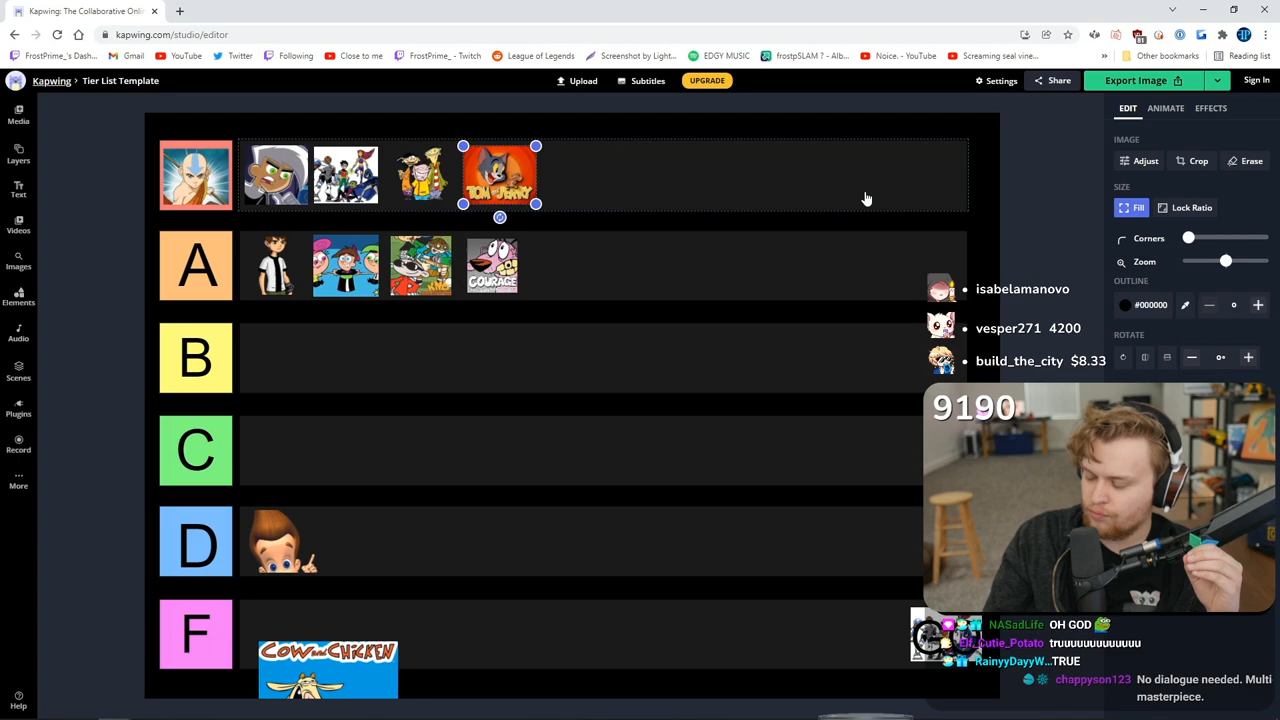 Kapwing: The Collaborative Onli
kapwing.com/studio/editor
81
FrostPrime_'s Dash...
Gmail
YouTube
Twitter
Following
Close to me
FrostPrime_ - Twitch
League of Legends
Screenshot by Light...
EDGY MUSIC
frostpSLAM ? - Alb...
Noice. - YouTube
Screaming seal vine...
Other bookmarks
Reading list
Kapwing > Tier List Template
Upload
Subtitles
UPGRADE
Settings
Share
Export Image
Sign In
Media
Layers
Text
Videos
Images
Elements
Audio
Scenes
Plugins
Record
More
Help
TOM and JERRY
A
COURAGE
B
C
D
F
COW and CHICKEN
EDIT ANIMATE EFFECTS
IMAGE
Adjust Crop Erase
SIZE
Fill Lock Ratio
Corners
Zoom
OUTLINE
#000000 0
ROTATE
0°
isabelamanovo
vesper271 4200
build_the_city $8.33
9190
NASadLife OH GOD
Elf_Cutie_Potato truuuuuuuuuuuuu
RainyyDayyW... TRUE
chappyson123 No dialogue needed. Multi
masterpiece.